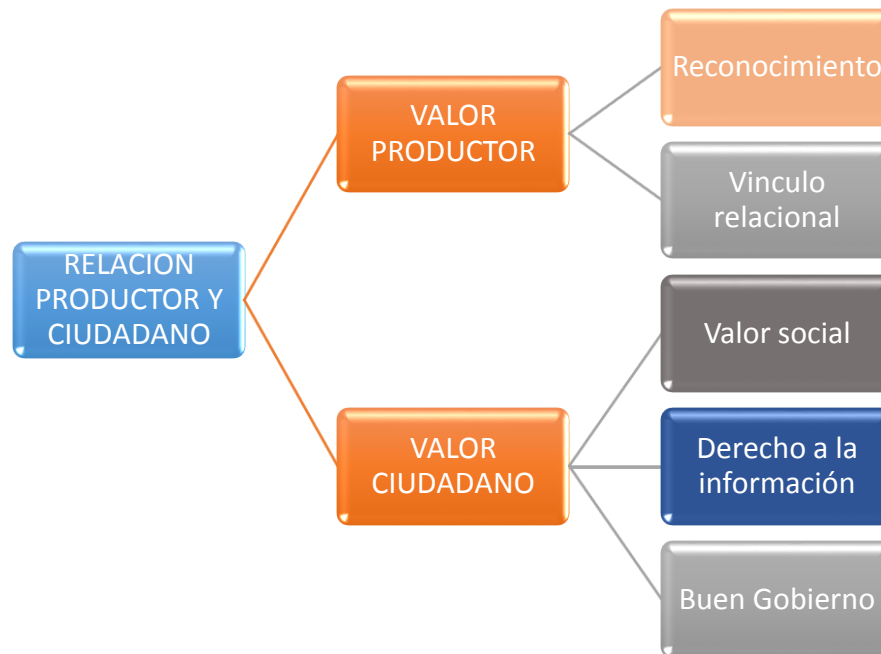 RELACION
PRODUCTOR Y
CIUDADANO
VALOR
PRODUCTOR
Reconocimiento
Vinculo
relacional
VALOR
CIUDADANO
Valor social
Derecho a la
información
Buen Gobierno